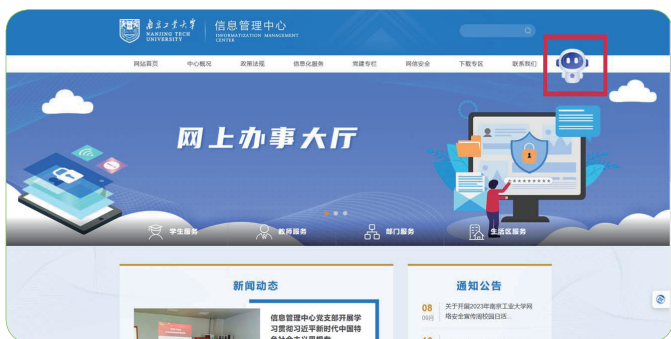 南京工业大学
NANJING TECH
UNIVERSITY
信息管理中心
INFORMATIZATION MANAGEMENT
CENTER
网站首页 中心概况 政策法规 信息化服务 党建专栏 网信安全 下载专区 联系我们
网上办事大厅
学生服务 教师服务 部门服务 生活区服务
新闻动态
信息管理中心党支部开展学
习贯彻习近平新时代中国特
通知公告
08
09月
关于开展2023年南京工业大学网
络安全宣传周校园日活...